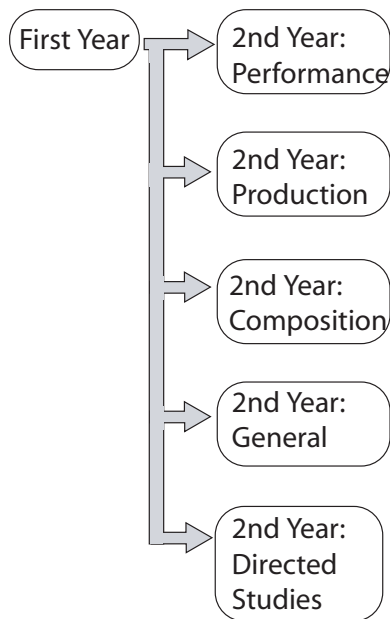 First Year
2nd Year:
Performance
2nd Year:
Production
2nd Year:
Composition
2nd Year:
General
2nd Year:
Directed
Studies